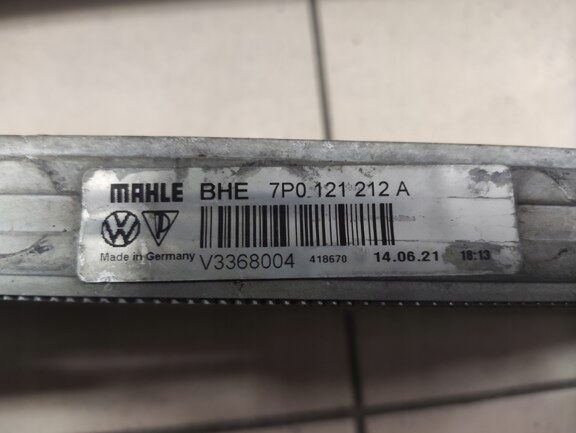 MAHLE BHE 7P0 121 212 A
Made in Germany V3368004 418670 14.06.21 18:13